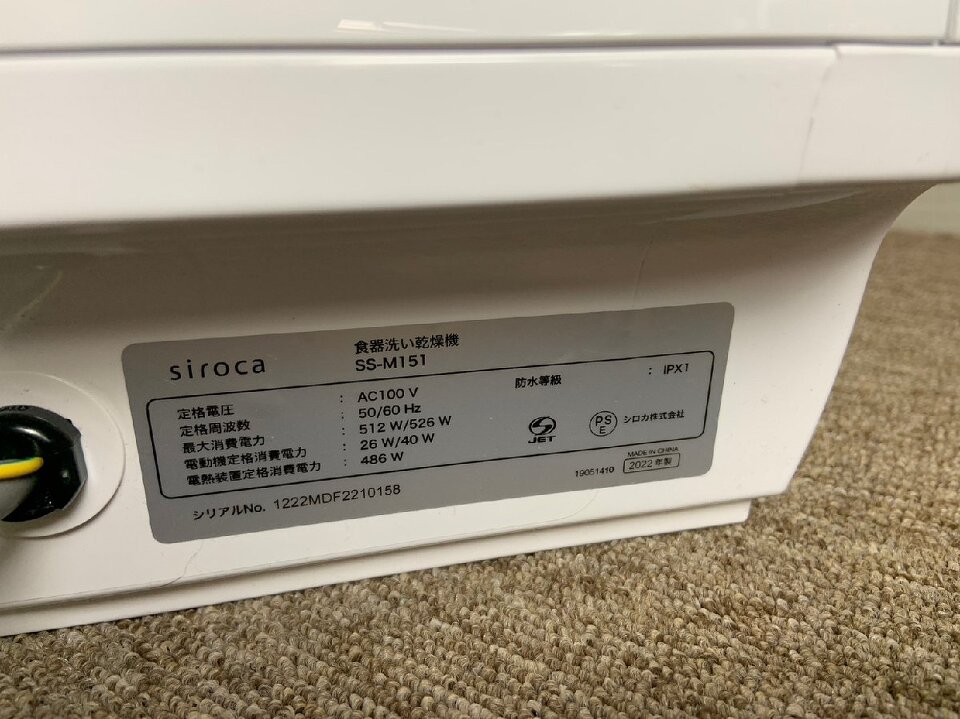 siroca
食器洗い乾燥機
SS-M151
定格電圧 : AC100 V
定格周波数 : 50/60 Hz
最大消費電力 : 512 W/526 W
電動機定格消費電力 : 26 W/40 W
電熱装置定格消費電力 : 486 W
防水等級 : IPX1
JET
PS
E
シロカ株式会社
MADE IN CHINA
19051410
2022年製
シリアルNo. 1222MDF2210158